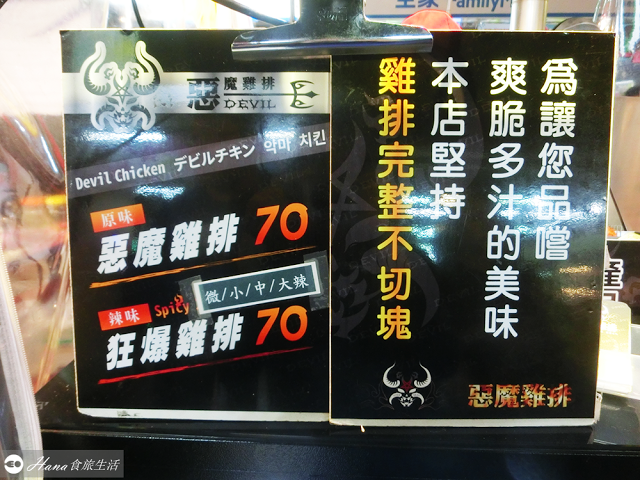 全家 FamilyM
惡魔雞排
DEVIL
Devil Chicken デビルチキン 악마 치킨
原味
惡魔雞排 70
辣味 Spicy 微/小/中/大辣
狂爆雞排 70
為讓您品嚐
爽脆多汁的美味
本店堅持
雞排完整不切塊
惡魔雞排
Hana食旅生活